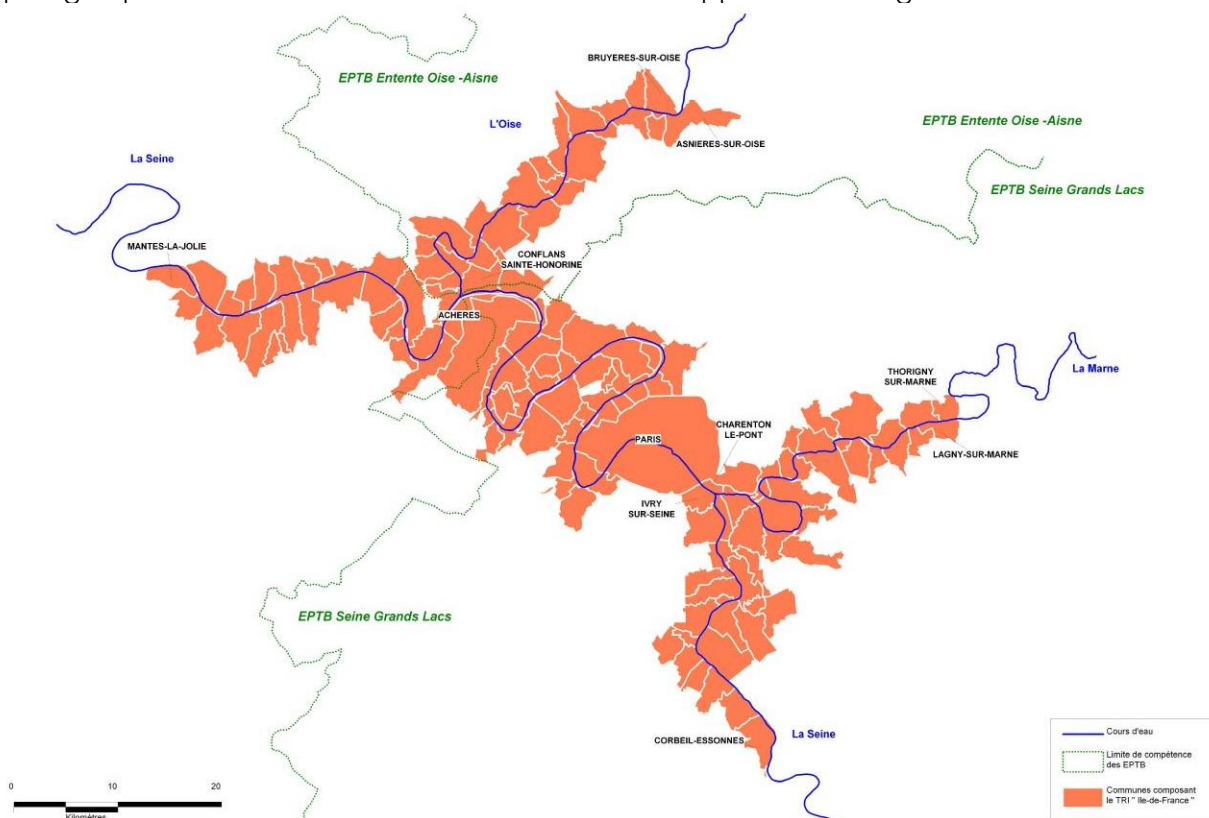 BRUYERES-SUR-OISE
EPTB Entente Oise -Aisne
L'Oise
EPTB Entente Oise -Aisne
ASNIERES-SUR-OISE
La Seine
EPTB Seine Grands Lacs
MANTES-LA-JOLIE
CONFLANS
SAINTE-HONORINE
ACHERES
La Marne
THORIGNY
SUR-MARNE
CHARENTON
LE-PONT
PARIS
LAGNY-SUR-MARNE
IVRY
SUR-SEINE
EPTB Seine Grands Lacs
La Seine
CORBEIL-ESSONNES
Cours d'eau
Limite de compétence
des EPTB
Communes composant
le TRI " Ile-de-France "
0 10 20
Kilomètres